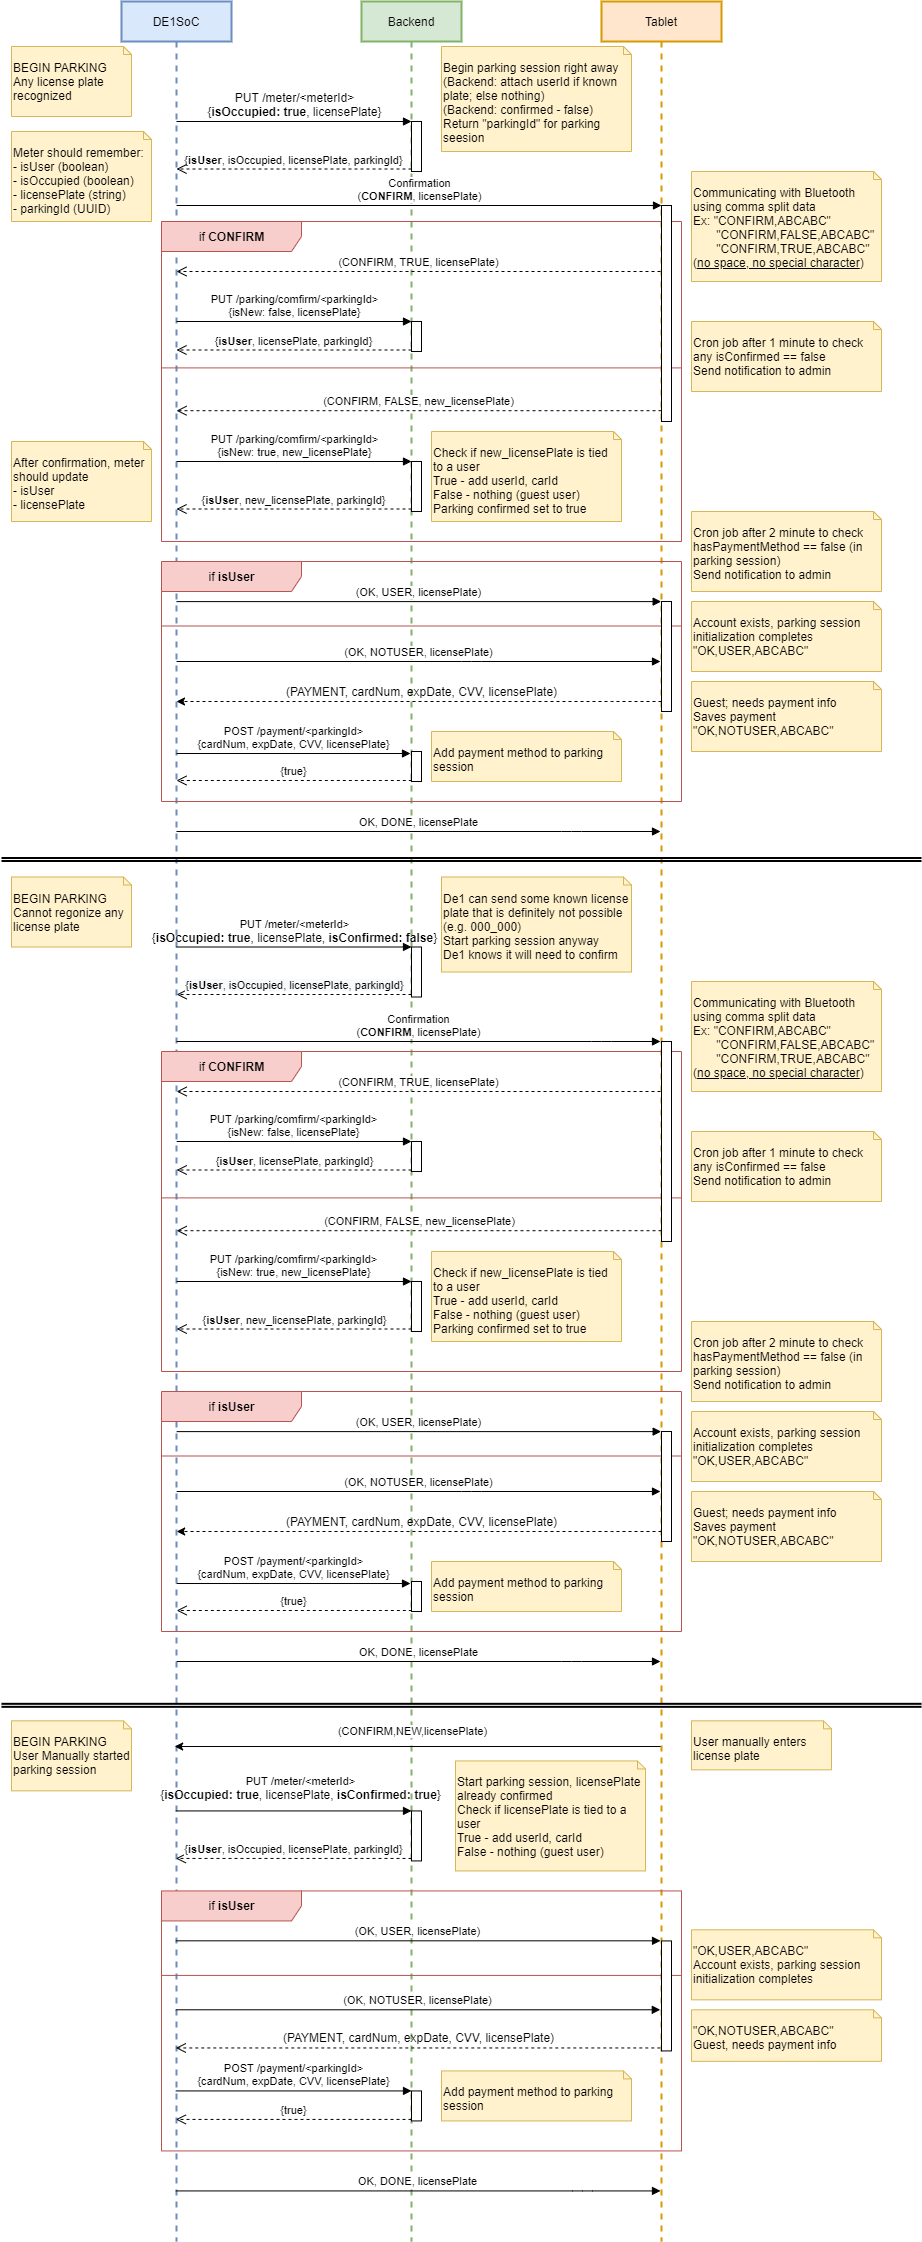 DE1SoC
Backend
Tablet
BEGIN PARKING
Any license plate
recognized
PUT /meter/<meterId>
{isOccupied: true, licensePlate}
Begin parking session right away
(Backend: attach userId if known
plate; else nothing)
(Backend: confirmed - false)
Return "parkingId" for parking
seesion
Meter should remember:
- isUser (boolean)
- isOccupied (boolean)
- licensePlate (string)
- parkingId (UUID)
{isUser, isOccupied, licensePlate, parkingId}
Confirmation
(CONFIRM, licensePlate)
Communicating with Bluetooth
using comma split data
Ex: "CONFIRM,ABCABC"
"CONFIRM,FALSE,ABCABC"
"CONFIRM,TRUE,ABCABC"
(no space, no special character)
if CONFIRM
(CONFIRM, TRUE, licensePlate)
PUT /parking/comfirm/<parkingId>
{isNew: false, licensePlate}
{isUser, licensePlate, parkingId}
Cron job after 1 minute to check
any isConfirmed == false
Send notification to admin
(CONFIRM, FALSE, new_licensePlate)
PUT /parking/comfirm/<parkingId>
{isNew: true, new_licensePlate}
Check if new_licensePlate is tied
to a user
True - add userId, carId
False - nothing (guest user)
Parking confirmed set to true
After confirmation, meter
should update
- isUser
- licensePlate
{isUser, new_licensePlate, parkingId}
Cron job after 2 minute to check
hasPaymentMethod == false (in
parking session)
Send notification to admin
if isUser
(OK, USER, licensePlate)
Account exists, parking session
initialization completes
"OK,USER,ABCABC"
(OK, NOTUSER, licensePlate)
(PAYMENT, cardNum, expDate, CVV, licensePlate)
Guest; needs payment info
Saves payment
"OK,NOTUSER,ABCABC"
POST /payment/<parkingId>
{cardNum, expDate, CVV, licensePlate}
Add payment method to parking
session
{true}
OK, DONE, licensePlate
BEGIN PARKING
Cannot regonize any
license plate
PUT /meter/<meterId>
{isOccupied: true, licensePlate, isConfirmed: false}
De1 can send some known license
plate that is definitely not possible
(e.g. 000_000)
Start parking session anyway
De1 knows it will need to confirm
{isUser, isOccupied, licensePlate, parkingId}
Confirmation
(CONFIRM, licensePlate)
Communicating with Bluetooth
using comma split data
Ex: "CONFIRM,ABCABC"
"CONFIRM,FALSE,ABCABC"
"CONFIRM,TRUE,ABCABC"
(no space, no special character)
if CONFIRM
(CONFIRM, TRUE, licensePlate)
PUT /parking/comfirm/<parkingId>
{isNew: false, licensePlate}
{isUser, licensePlate, parkingId}
Cron job after 1 minute to check
any isConfirmed == false
Send notification to admin
(CONFIRM, FALSE, new_licensePlate)
PUT /parking/comfirm/<parkingId>
{isNew: true, new_licensePlate}
Check if new_licensePlate is tied
to a user
True - add userId, carId
False - nothing (guest user)
Parking confirmed set to true
{isUser, new_licensePlate, parkingId}
Cron job after 2 minute to check
hasPaymentMethod == false (in
parking session)
Send notification to admin
if isUser
(OK, USER, licensePlate)
Account exists, parking session
initialization completes
"OK,USER,ABCABC"
(OK, NOTUSER, licensePlate)
(PAYMENT, cardNum, expDate, CVV, licensePlate)
Guest; needs payment info
Saves payment
"OK,NOTUSER,ABCABC"
POST /payment/<parkingId>
{cardNum, expDate, CVV, licensePlate}
Add payment method to parking
session
{true}
OK, DONE, licensePlate
BEGIN PARKING
User Manually started
parking session
(CONFIRM,NEW,licensePlate)
User manually enters
license plate
PUT /meter/<meterId>
{isOccupied: true, licensePlate, isConfirmed: true}
Start parking session, licensePlate
already confirmed
Check if licensePlate is tied to a
user
True - add userId, carId
False - nothing (guest user)
{isUser, isOccupied, licensePlate, parkingId}
if isUser
(OK, USER, licensePlate)
"OK,USER,ABCABC"
Account exists, parking session
initialization completes
(OK, NOTUSER, licensePlate)
"OK,NOTUSER,ABCABC"
Guest, needs payment info
(PAYMENT, cardNum, expDate, CVV, licensePlate)
POST /payment/<parkingId>
{cardNum, expDate, CVV, licensePlate}
Add payment method to parking
session
{true}
OK, DONE, licensePlate